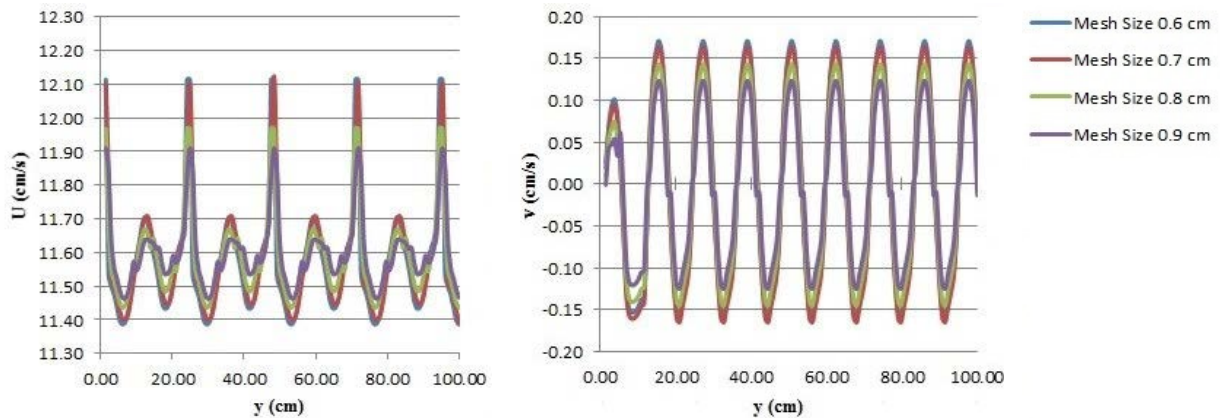 12.30
12.20
12.10
12.00
11.90
11.80
11.70
11.60
11.50
11.40
11.30
U (cm/s)
0.00 20.00 40.00 60.00 80.00 100.00
y (cm)
0.20
0.15
0.10
0.05
0.00
-0.05
-0.10
-0.15
-0.20
v (cm/s)
0.00 20.00 40.00 60.00 80.00 100.00
y (cm)
Mesh Size 0.6 cm
Mesh Size 0.7 cm
Mesh Size 0.8 cm
Mesh Size 0.9 cm